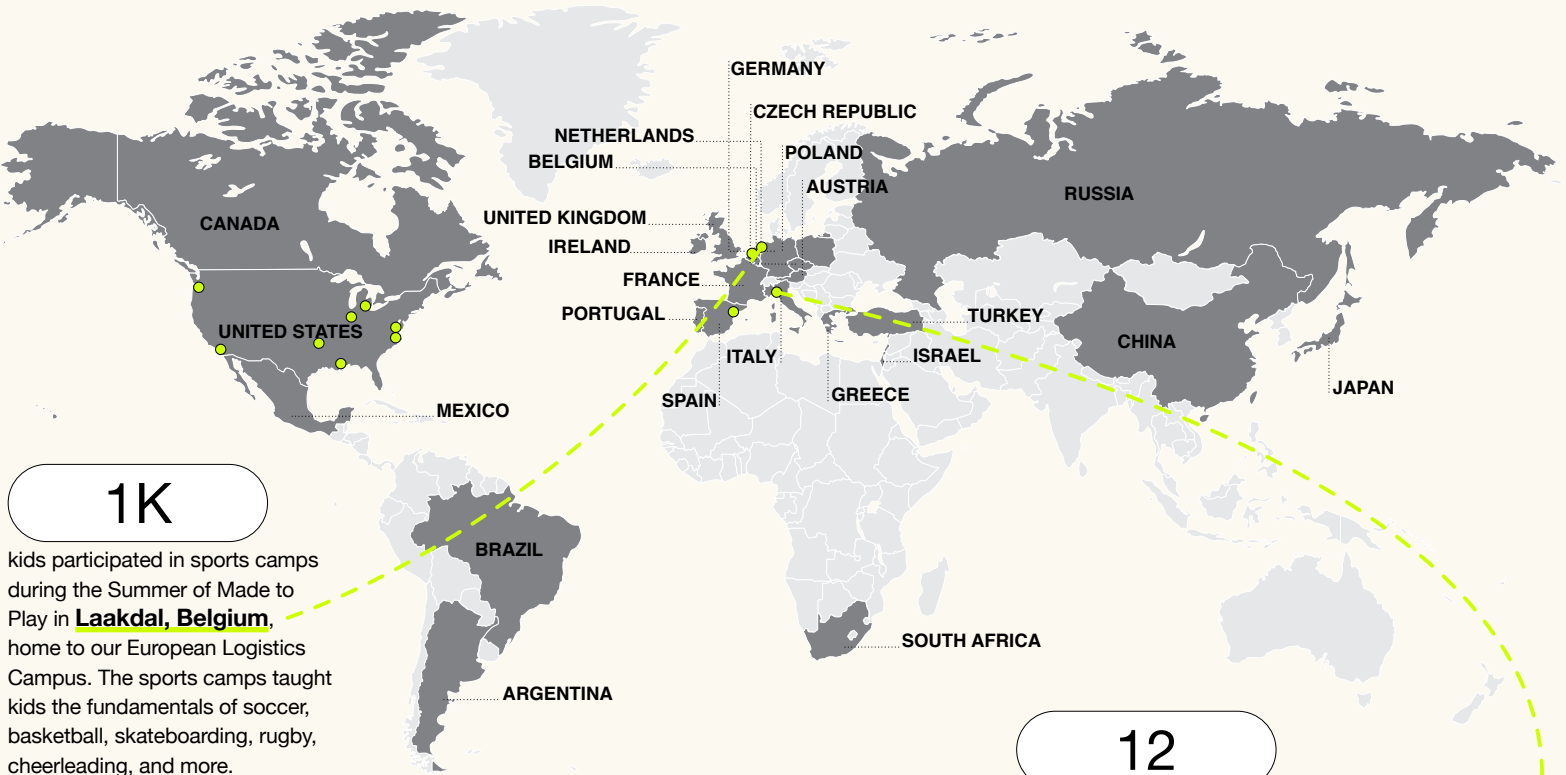 GERMANY
CZECH REPUBLIC
NETHERLANDS
POLAND
BELGIUM
AUSTRIA
RUSSIA
CANADA
UNITED KINGDOM
IRELAND
FRANCE
PORTUGAL
TURKEY
UNITED STATES
CHINA
ITALY
ISRAEL
JAPAN
SPAIN
GREECE
MEXICO
1K
kids participated in sports camps
during the Summer of Made to
Play in Laakdal, Belgium,
home to our European Logistics
Campus. The sports camps taught
kids the fundamentals of soccer,
basketball, skateboarding, rugby,
cheerleading, and more.
BRAZIL
SOUTH AFRICA
ARGENTINA
12